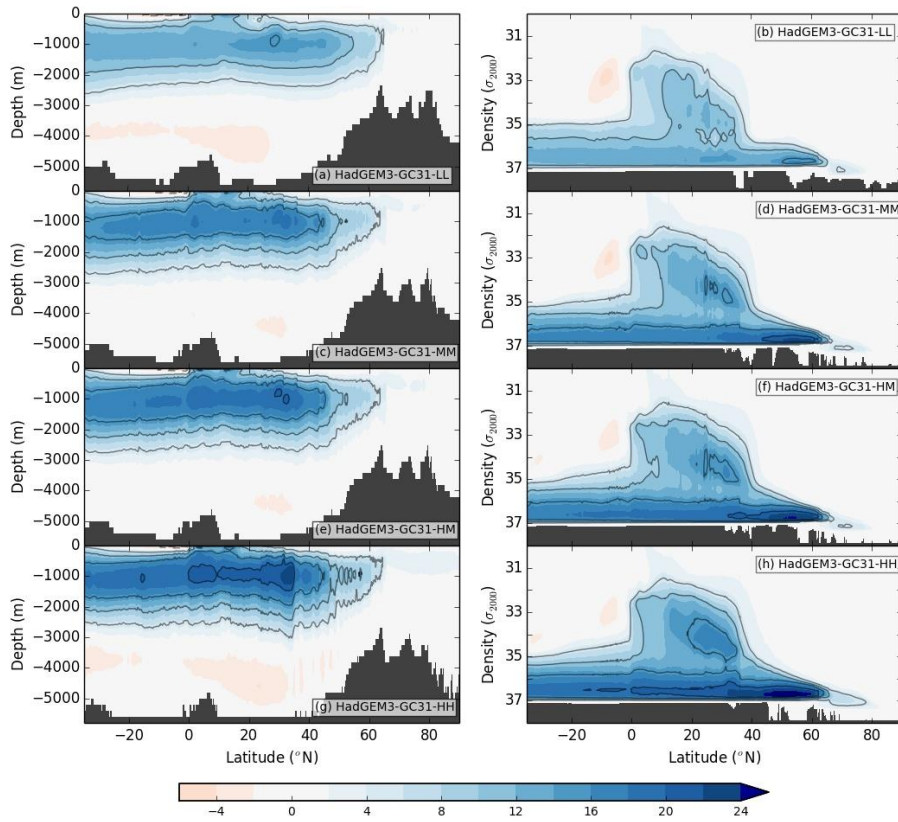 0
−1000
−2000
−3000
−4000
−5000
Depth (m)
(a) HadGEM3-GC31-LL
31
33
35
37
Density (σ2000)
(b) HadGEM3-GC31-LL
0
−1000
−2000
−3000
−4000
−5000
Depth (m)
(c) HadGEM3-GC31-MM
31
33
35
37
Density (σ2000)
(d) HadGEM3-GC31-MM
0
−1000
−2000
−3000
−4000
−5000
Depth (m)
(e) HadGEM3-GC31-HM
31
33
35
37
Density (σ2000)
(f) HadGEM3-GC31-HM
0
−1000
−2000
−3000
−4000
−5000
Depth (m)
(g) HadGEM3-GC31-HH
31
33
35
37
Density (σ2000)
(h) HadGEM3-GC31-HH
−20 0 20 40 60 80
Latitude (°N)
−20 0 20 40 60 80
Latitude (°N)
−4 0 4 8 12 16 20 24